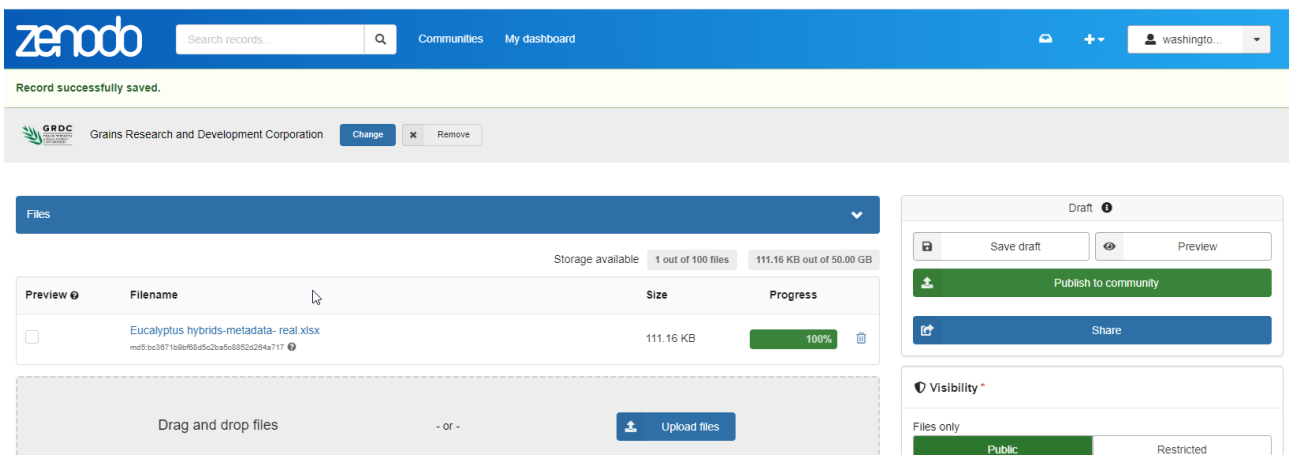 zenodo
Search records...
Communities
My dashboard
washingto...
Record successfully saved.
GRDC
Grains Research and Development Corporation
Change
Remove
Files
Storage available
1 out of 100 files
111.16 KB out of 50.00 GB
Preview
Filename
Size
Progress
Eucalyptus hybrids-metadata- real.xlsx
111.16 KB
100%
Drag and drop files
- or -
Upload files
Draft
Save draft
Preview
Publish to community
Share
Visibility *
Files only
Public
Restricted